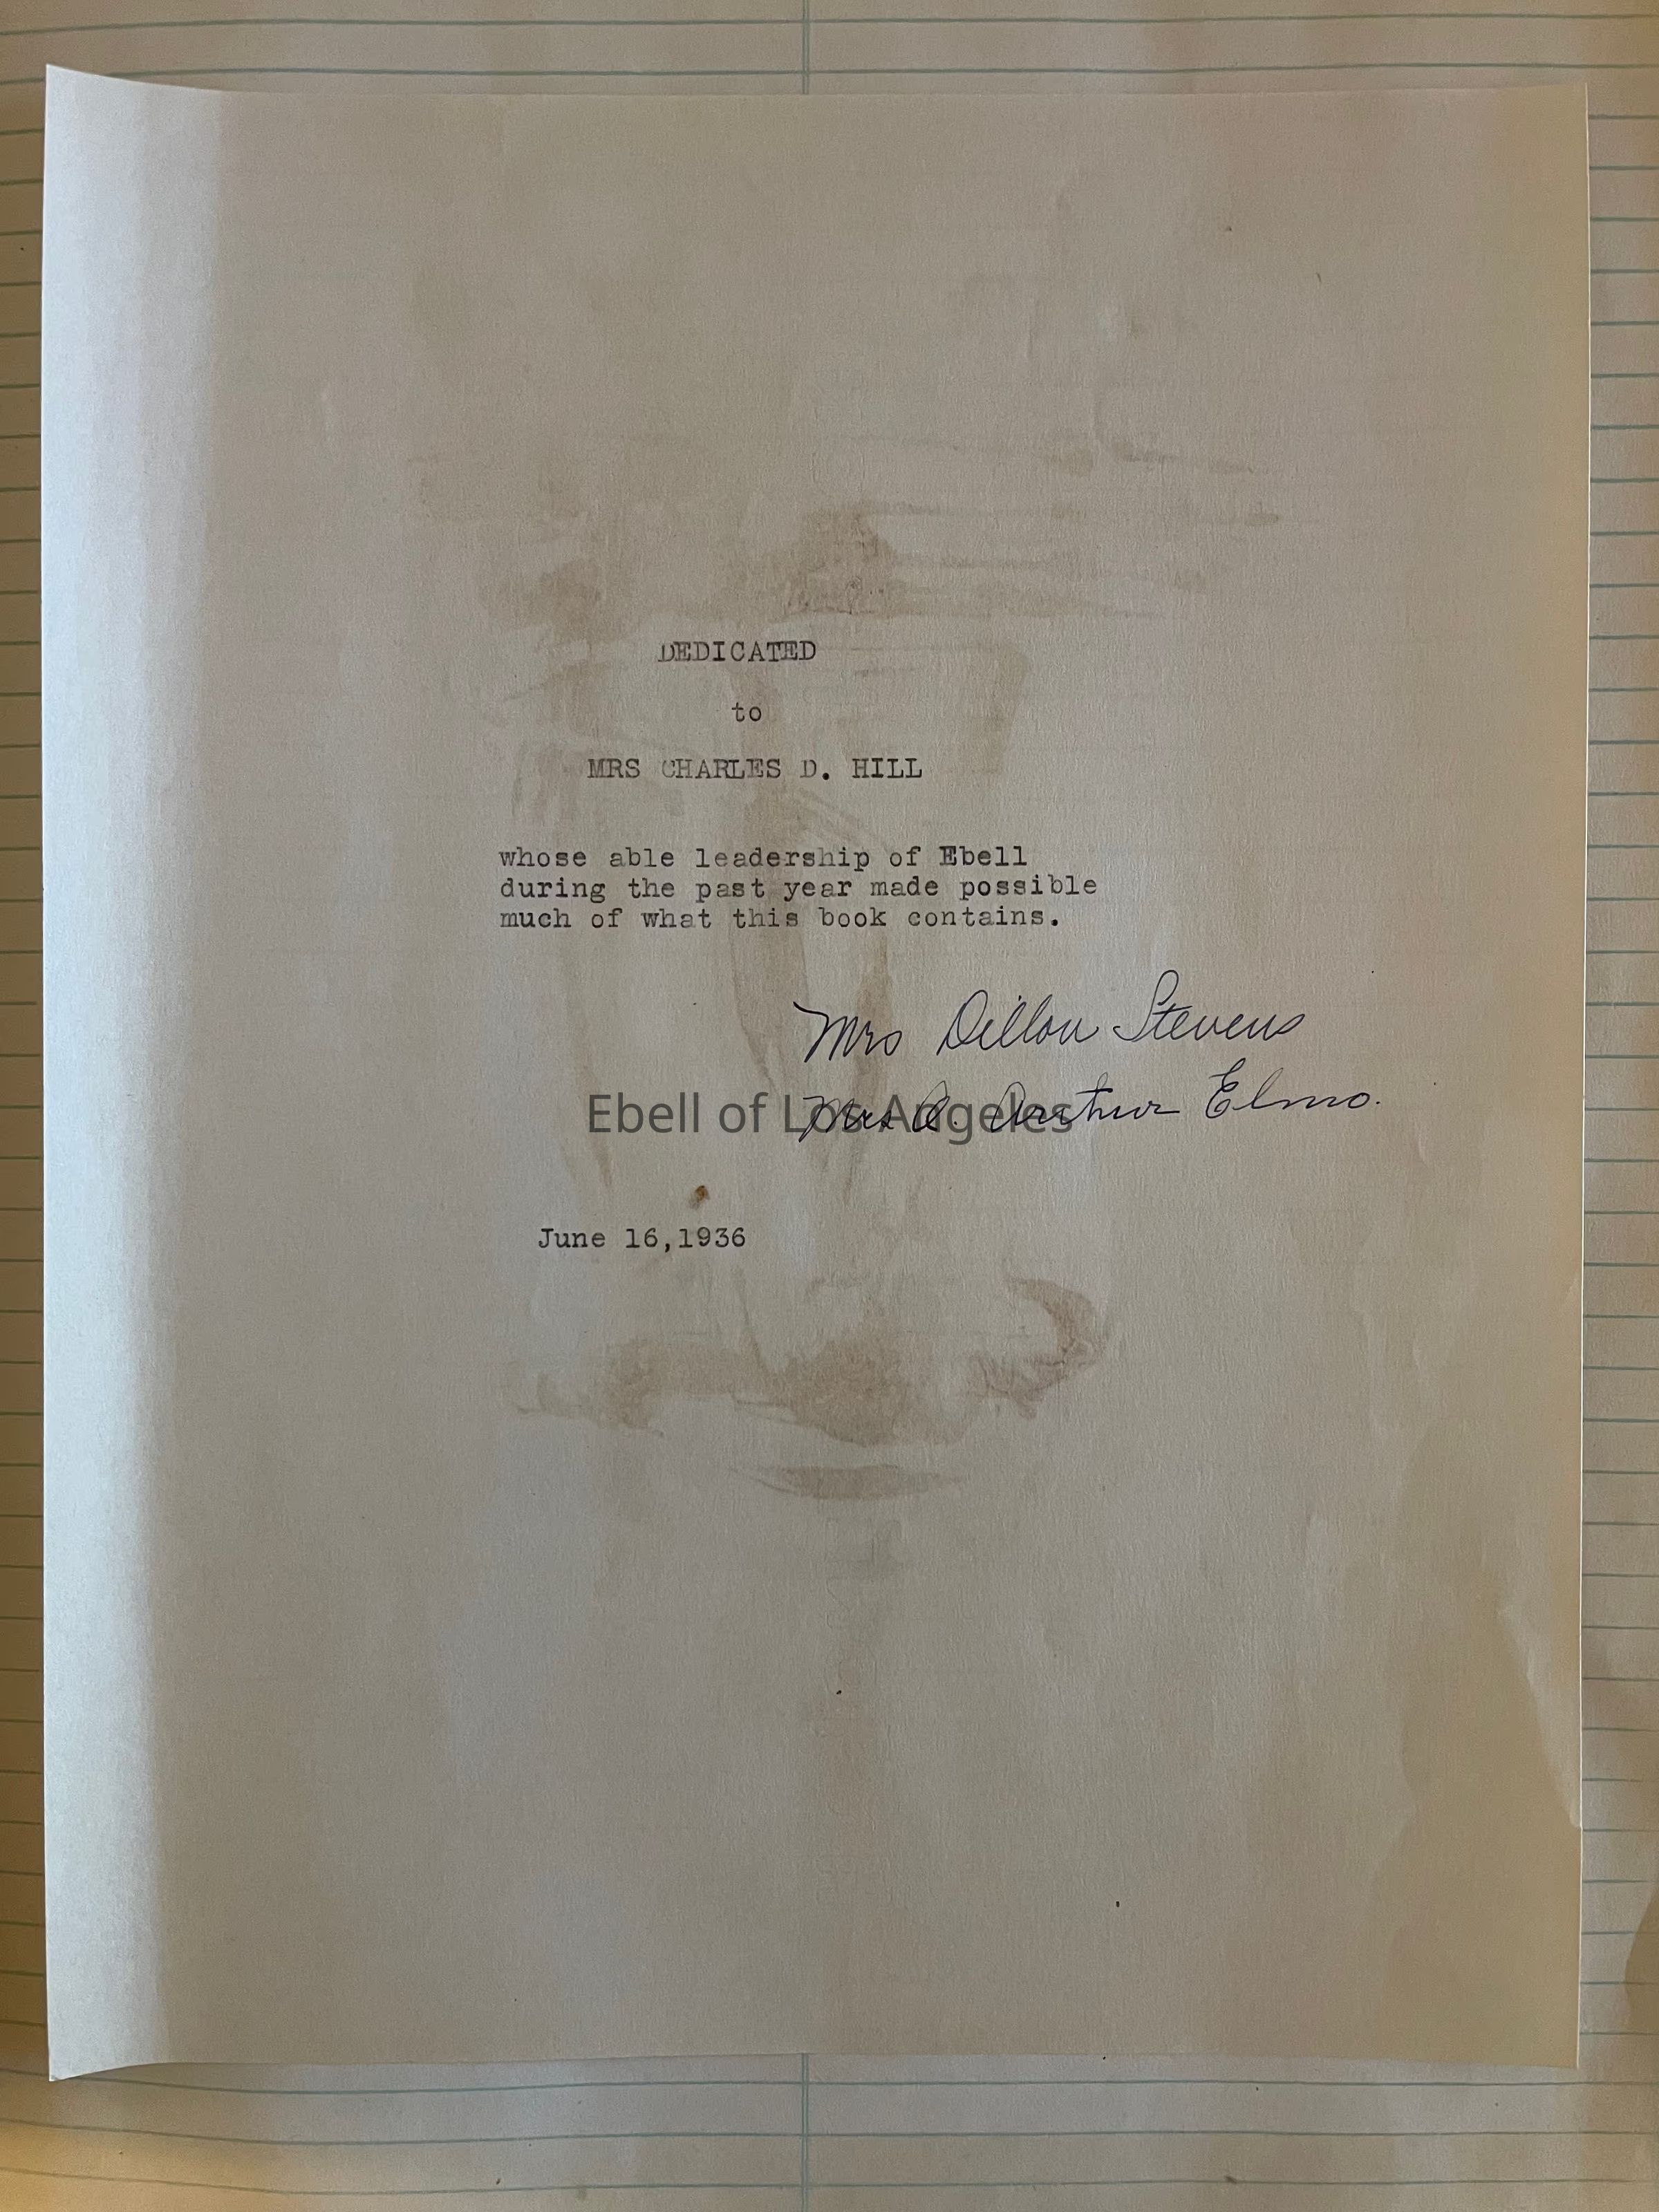 DEDICATED
to
MRS CHARLES D. HILL
whose able leadership of Ebell
during the past year made possible
much of what this book contains.
Mrs Dillon Stevens
Mrs A. Arthur Elmo.
Ebell of Los Angeles
June 16,1936